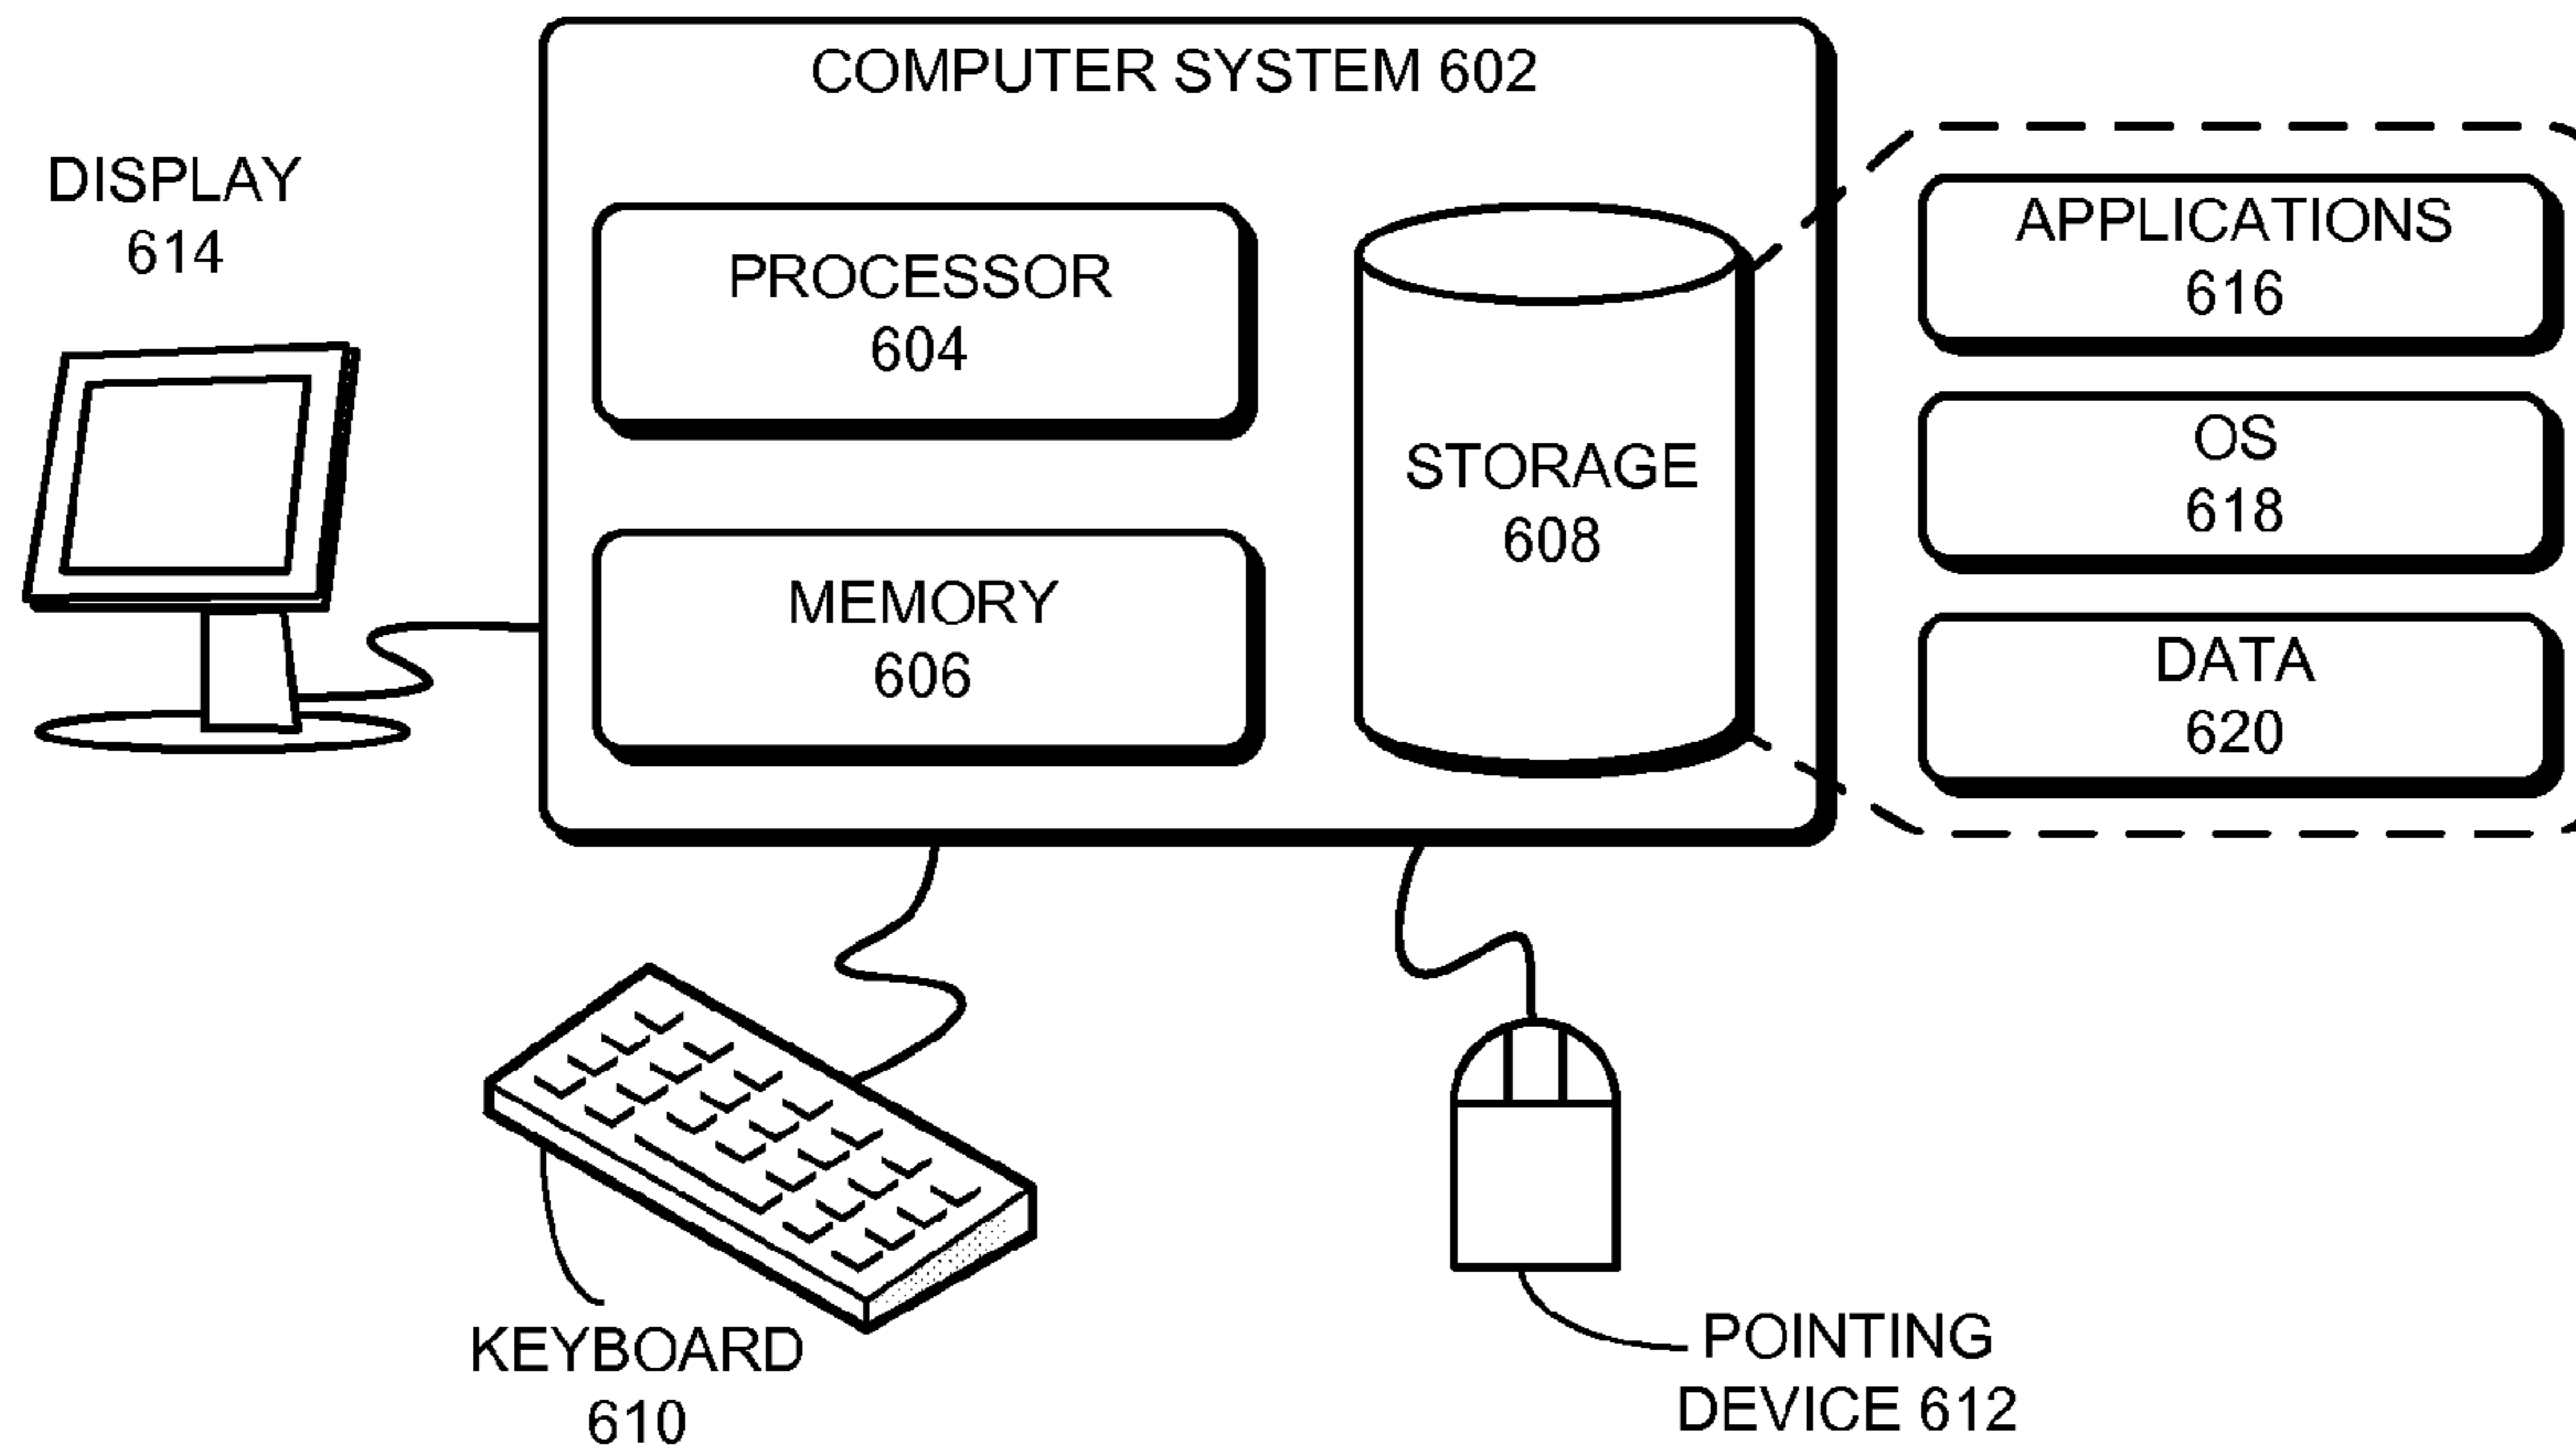 COMPUTER SYSTEM 602
DISPLAY
614
PROCESSOR
604
MEMORY
606
STORAGE
608
APPLICATIONS
616
OS
618
DATA
620
KEYBOARD
610
POINTING
DEVICE 612